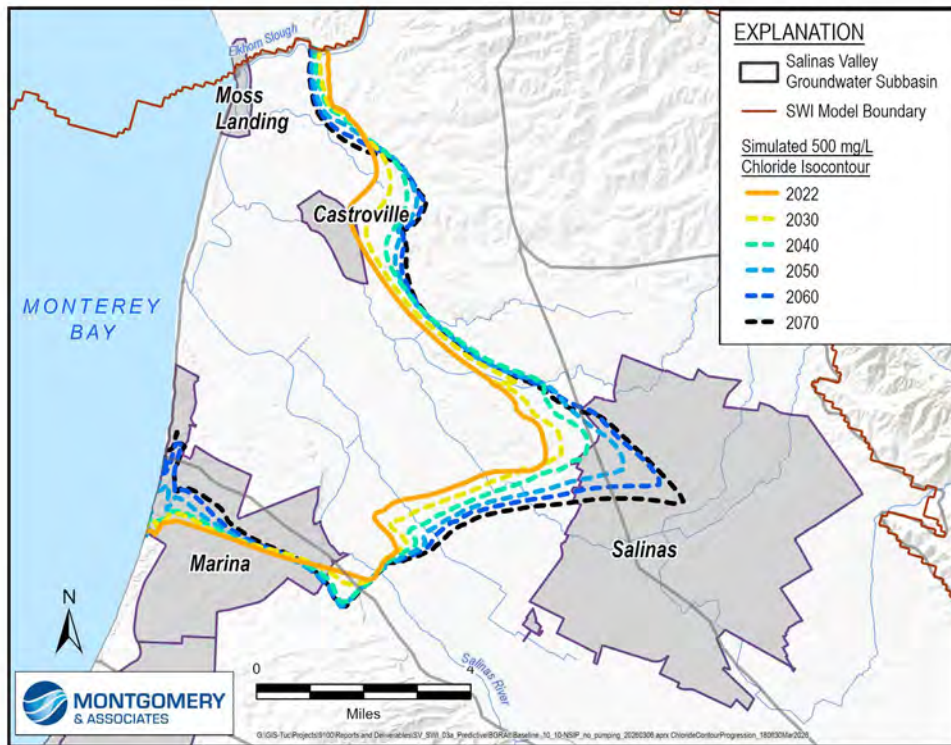 Elkhorn Slough
Moss
Landing
Castroville
MONTEREY
BAY
Marina
Salinas
Salinas River
N
0
4
Miles
MONTGOMERY
& ASSOCIATES
EXPLANATION
Salinas Valley
Groundwater Subbasin
SWI Model Boundary
Simulated 500 mg/L
Chloride Isocontour
2022
2030
2040
2050
2060
2070